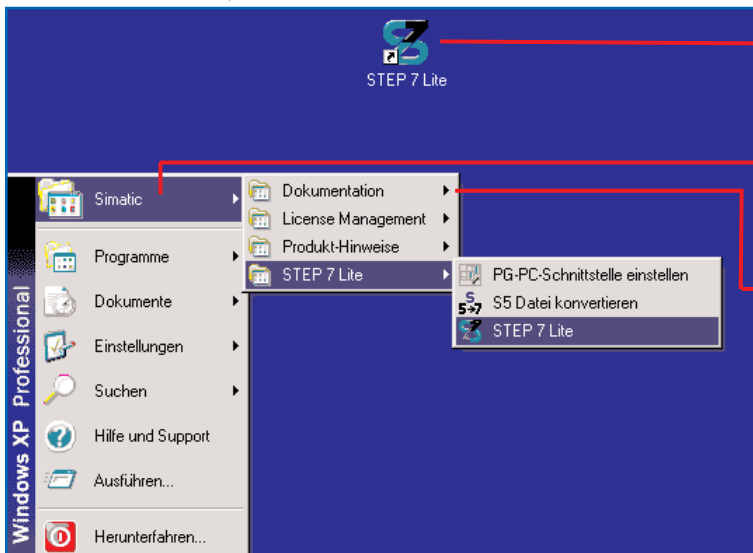 STEP 7 Lite
Windows XP Professional
Simatic
Programme
Dokumente
Einstellungen
Suchen
Hilfe und Support
Ausführen...
Herunterfahren...
Dokumentation
License Management
Produkt-Hinweise
STEP 7 Lite
PG-PC-Schnittstelle einstellen
S5 Datei konvertieren
STEP 7 Lite